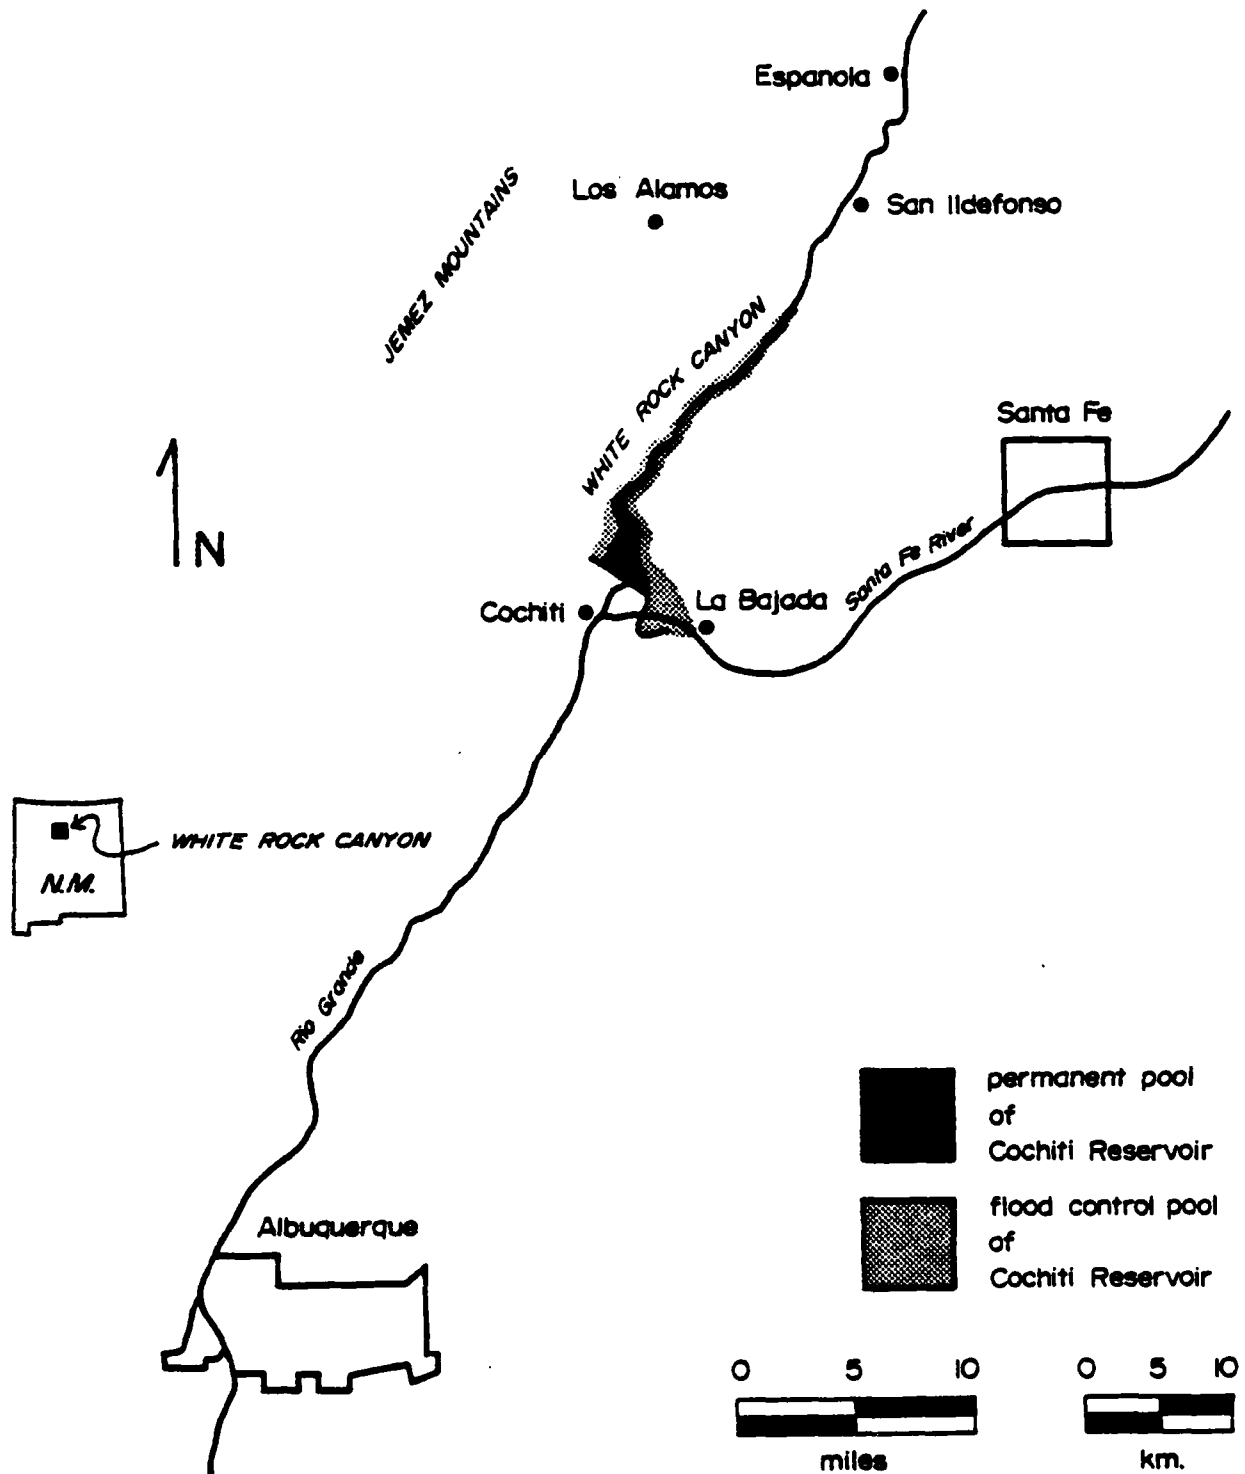 Espanola
Los Alamos
San Ildefonso
JEMEZ MOUNTAINS
WHITE ROCK CANYON
Santa Fe
N
Santa Fe River
Cochiti
La Bajada
WHITE ROCK CANYON
N.M.
Rio Grande
permanent pool
of
Cochiti Reservoir
flood control pool
of
Cochiti Reservoir
Albuquerque
0 5 10
miles
0 5 10
km.